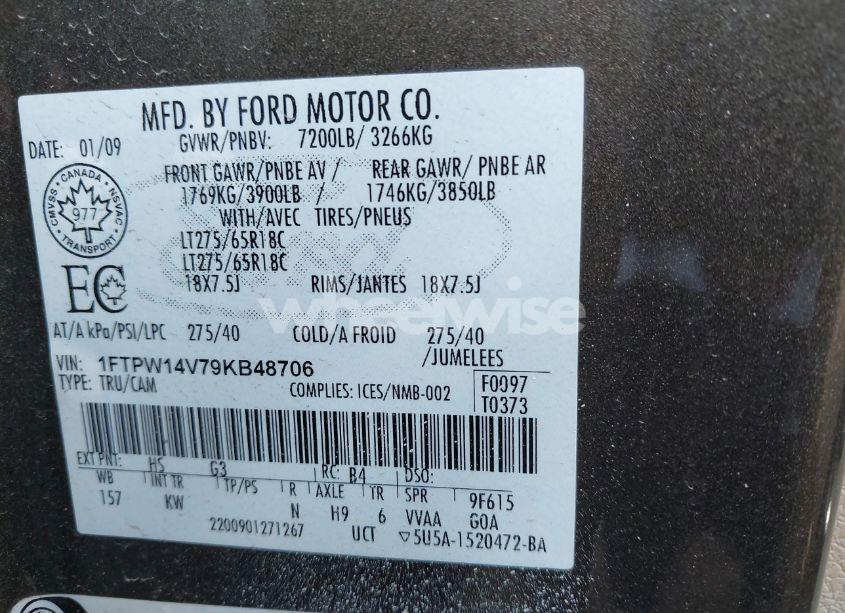 MFD. BY FORD MOTOR CO.
DATE: 01/09 GVWR/PNBV: 7200LB/ 3266KG
FRONT GAWR/PNBE AV / REAR GAWR/ PNBE AR
1769KG/3900LB / 1746KG/3850LB
WITH/AVEC TIRES/PNEUS
CANADA
CMVSS NSVAC
977
TRANSPORT
LT275/65R18C
LT275/65R18C
18X7.5J RIMS/JANTES 18X7.5J
EC
wheelwise
AT/A kPa/PSI/LPC 275/40 COLD/A FROID 275/40
/JUMELEES
VIN: 1FTPW14V79KB48706
TYPE: TRU/CAM COMPLIES: ICES/NMB-002 F0097
T0373
EXT PNT: HS G3 RC: B4 DSO:
WB INT TR TP/PS R AXLE TR SPR 9F615
157 KW N H9 6 VVAA GOA
2200901271267 UCT ▽5U5A-1520472-BA